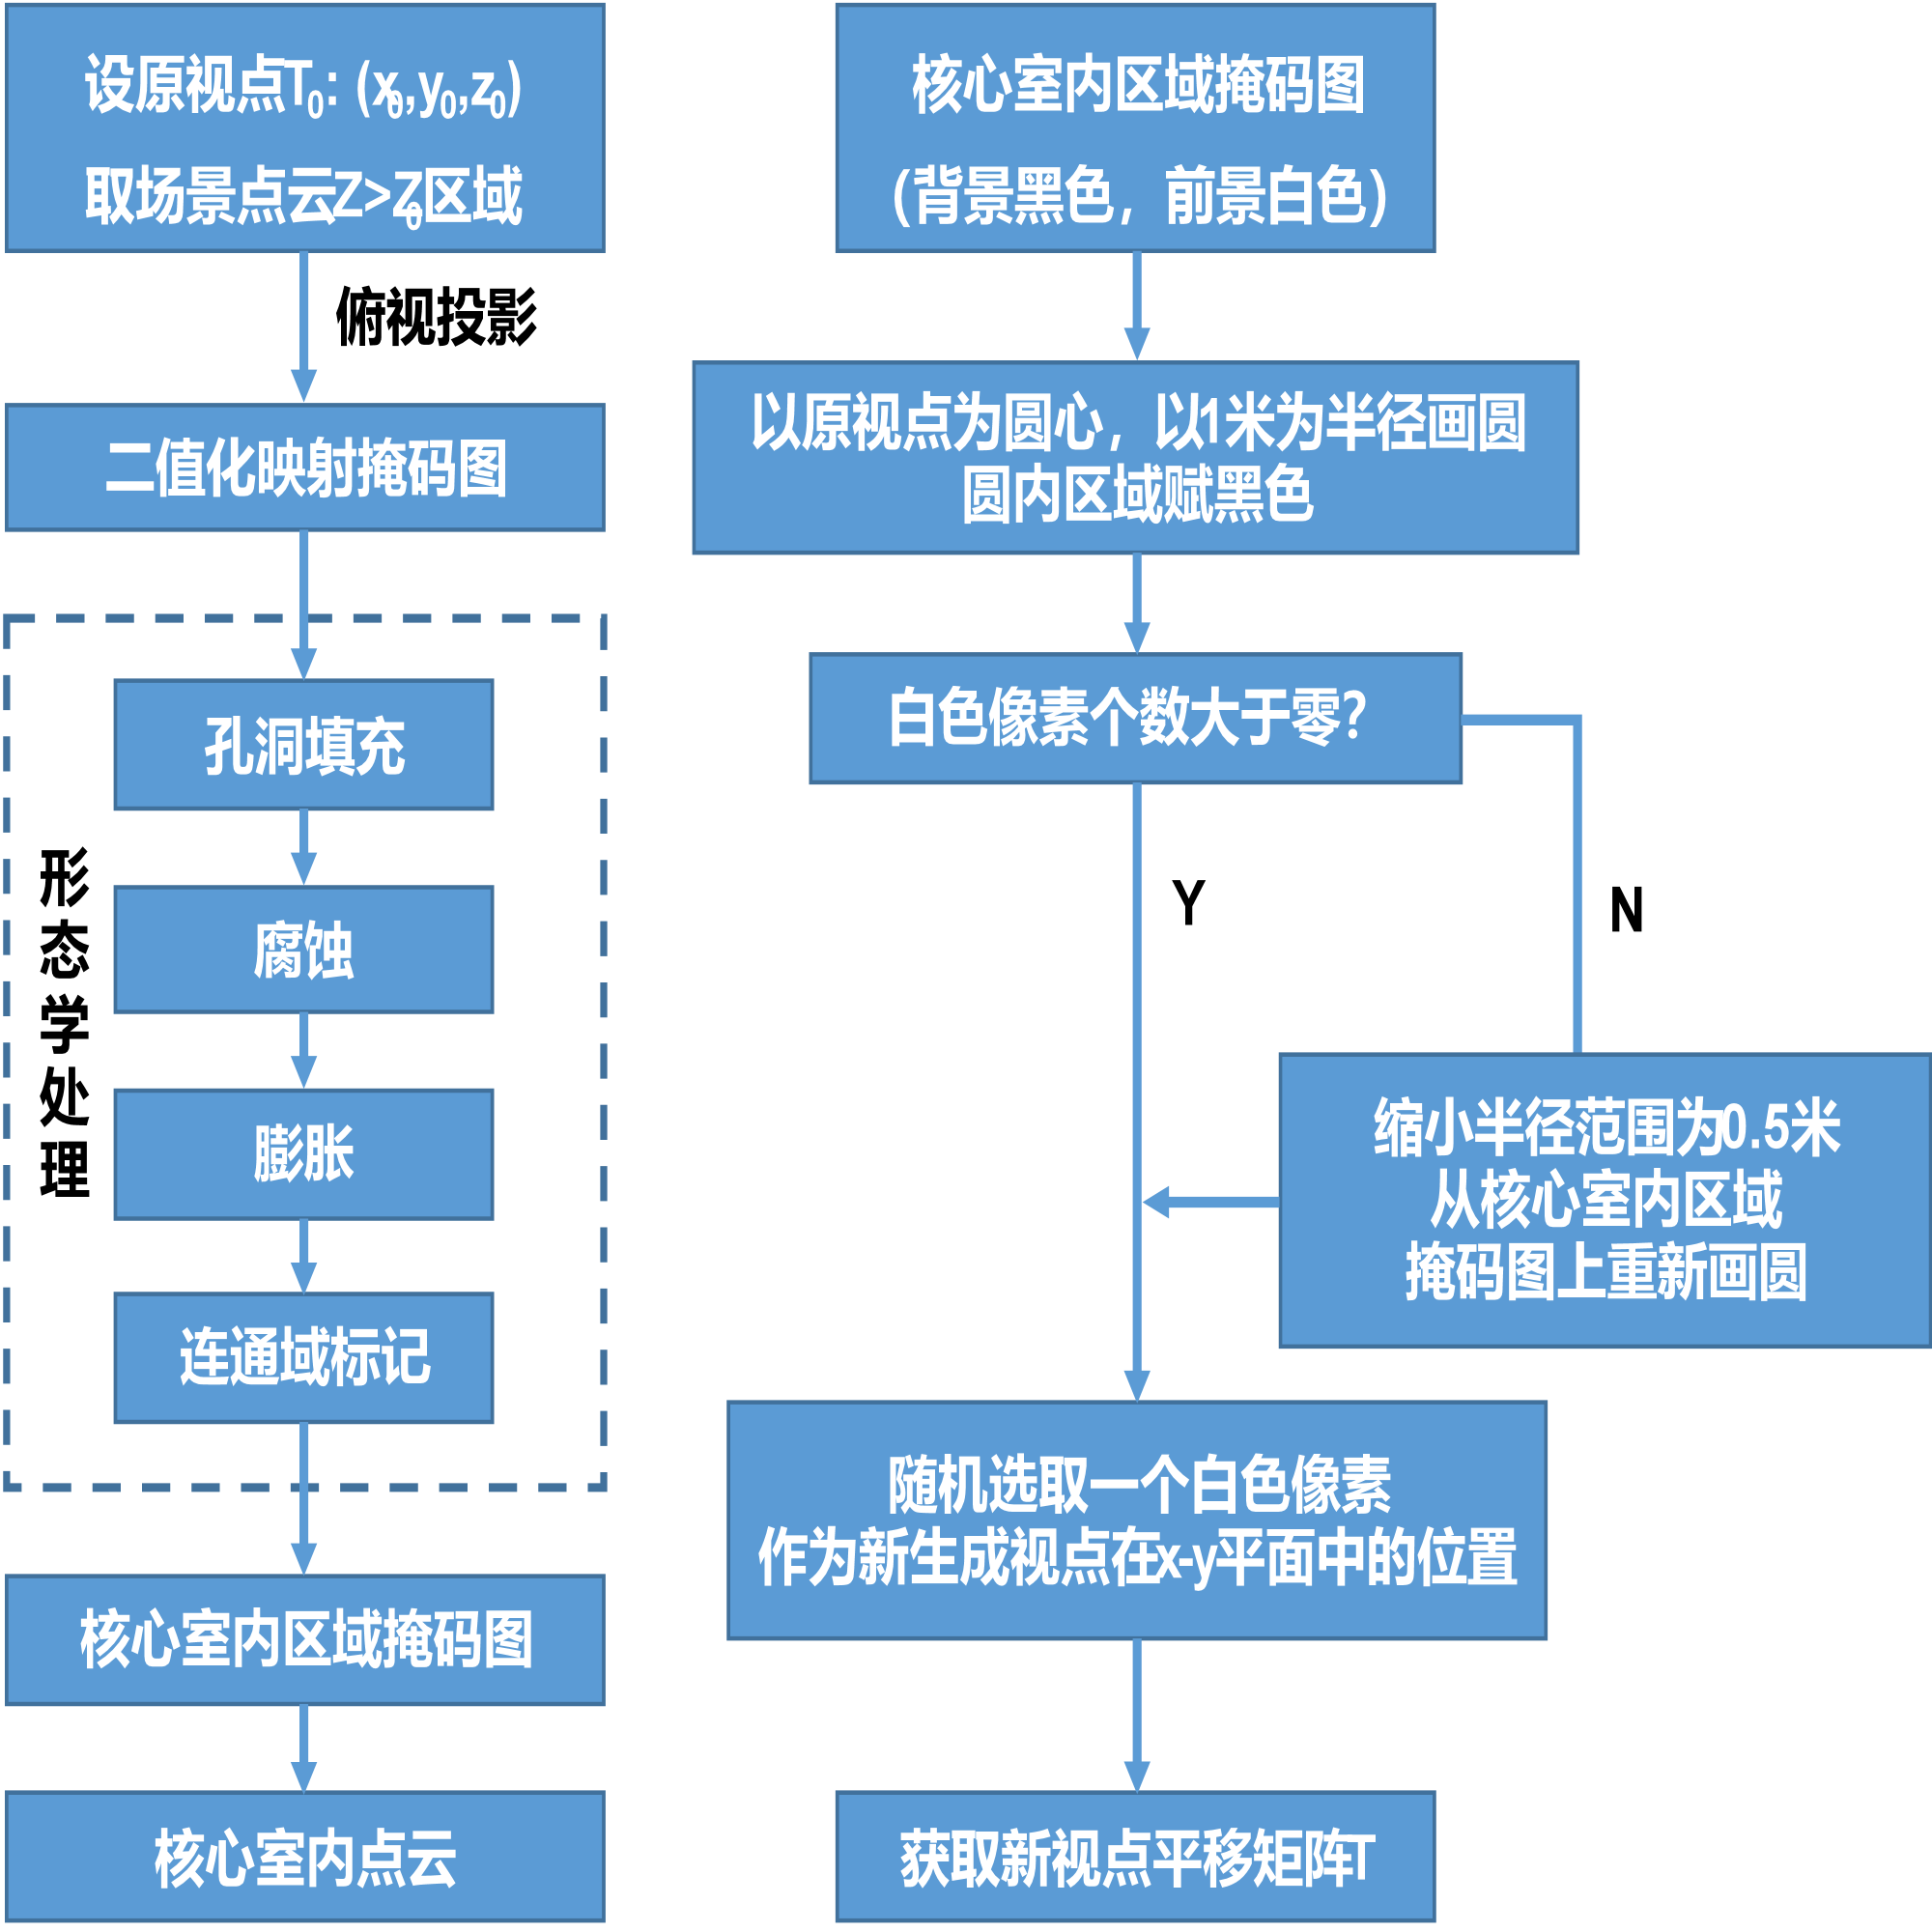 设原视点T₀:(x₀,y₀,z₀)
取场景点云z>z₀区域
俯视投影
二值化映射掩码图
形态学处理
孔洞填充
腐蚀
膨胀
连通域标记
核心室内区域掩码图
核心室内点云
核心室内区域掩码图
(背景黑色，前景白色)
以原视点为圆心，以1米为半径画圆
圆内区域赋黑色
白色像素个数大于零?
Y
N
缩小半径范围为0.5米
从核心室内区域
掩码图上重新画圆
随机选取一个白色像素
作为新生成视点在x-y平面中的位置
获取新视点平移矩阵T